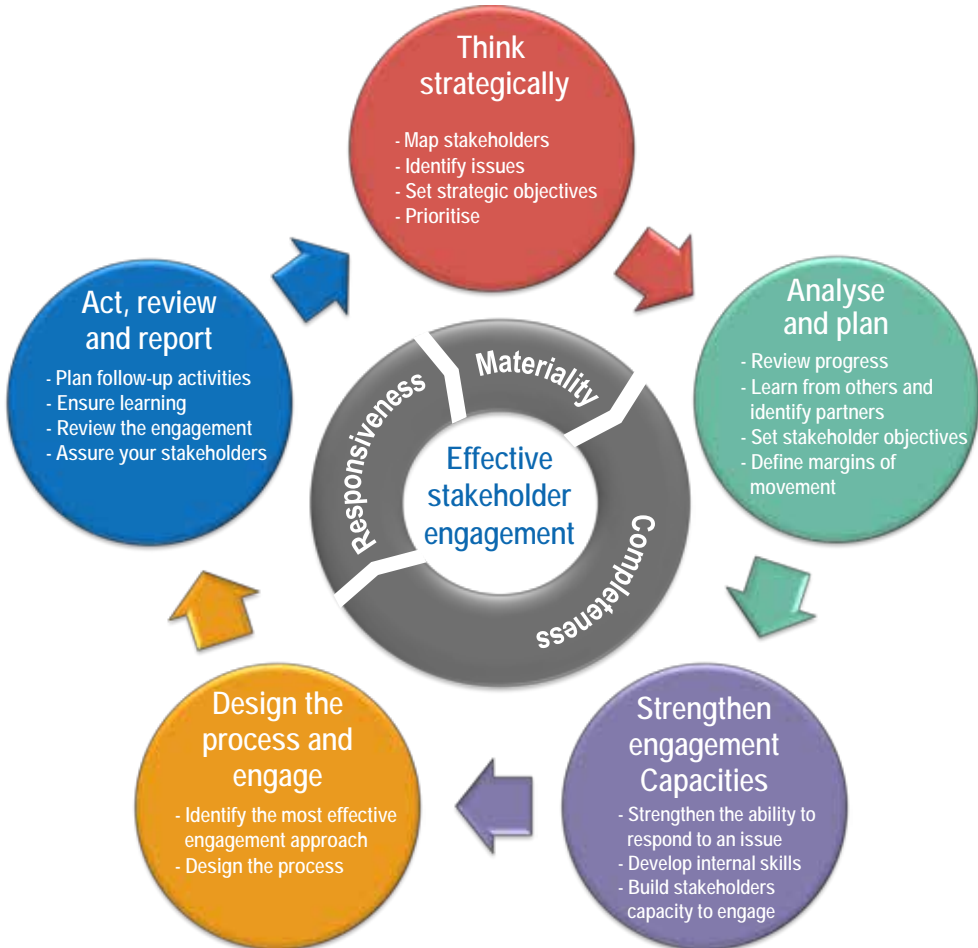 Think
strategically
- Map stakeholders
- Identify issues
- Set strategic objectives
- Prioritise
Analyse
and plan
- Review progress
- Learn from others and
identify partners
- Set stakeholder objectives
- Define margins of
movement
Strengthen
engagement
Capacities
- Strengthen the ability to
respond to an issue
- Develop internal skills
- Build stakeholders
capacity to engage
Design the
process and
engage
- Identify the most effective
engagement approach
- Design the process
Act, review
and report
- Plan follow-up activities
- Ensure learning
- Review the engagement
- Assure your stakeholders
Responsiveness
Materiality
Completeness
Effective
stakeholder
engagement